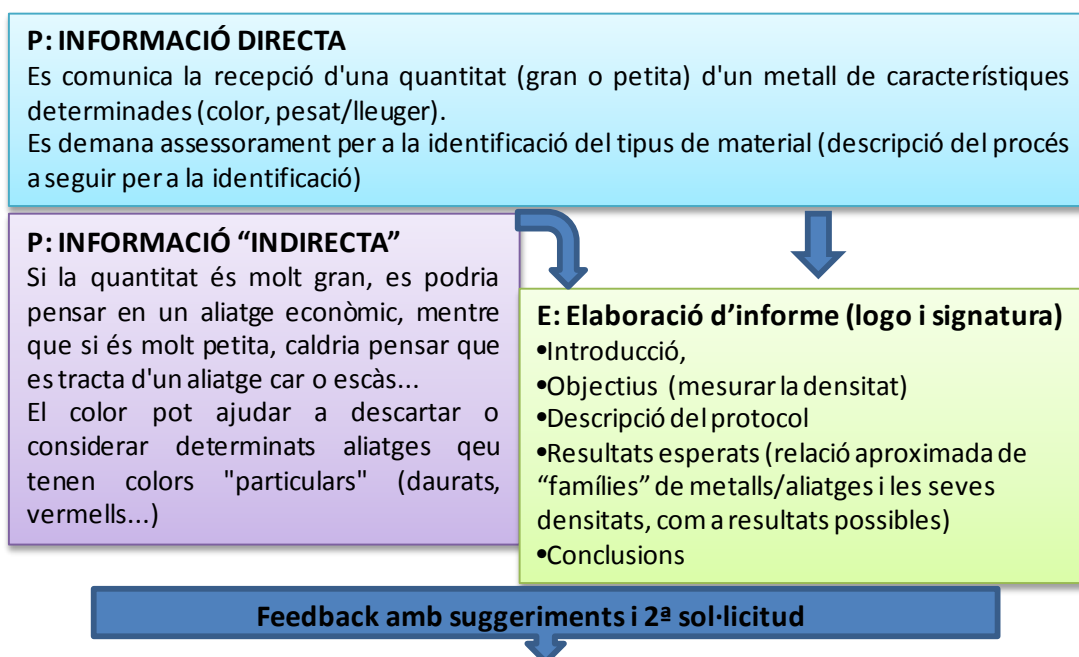 P: INFORMACIÓ DIRECTA
Es comunica la recepció d'una quantitat (gran o petita) d'un metall de característiques
determinades (color, pesat/lleuger).
Es demana assessorament per a la identificació del tipus de material (descripció del procés
a seguir per a la identificació)
P: INFORMACIÓ “INDIRECTA”
Si la quantitat és molt gran, es podria
pensar en un aliatge econòmic, mentre
que si és molt petita, caldria pensar que
es tracta d'un aliatge car o escàs...
El color pot ajudar a descartar o
considerar determinats aliatges qeu
tenen colors "particulars" (daurats,
vermells...)
E: Elaboració d’informe (logo i signatura)
•Introducció,
•Objectius (mesurar la densitat)
•Descripció del protocol
•Resultats esperats (relació aproximada de
“famílies” de metalls/aliatges i les seves
densitats, com a resultats possibles)
•Conclusions
Feedback amb suggeriments i 2ª sol·licitud